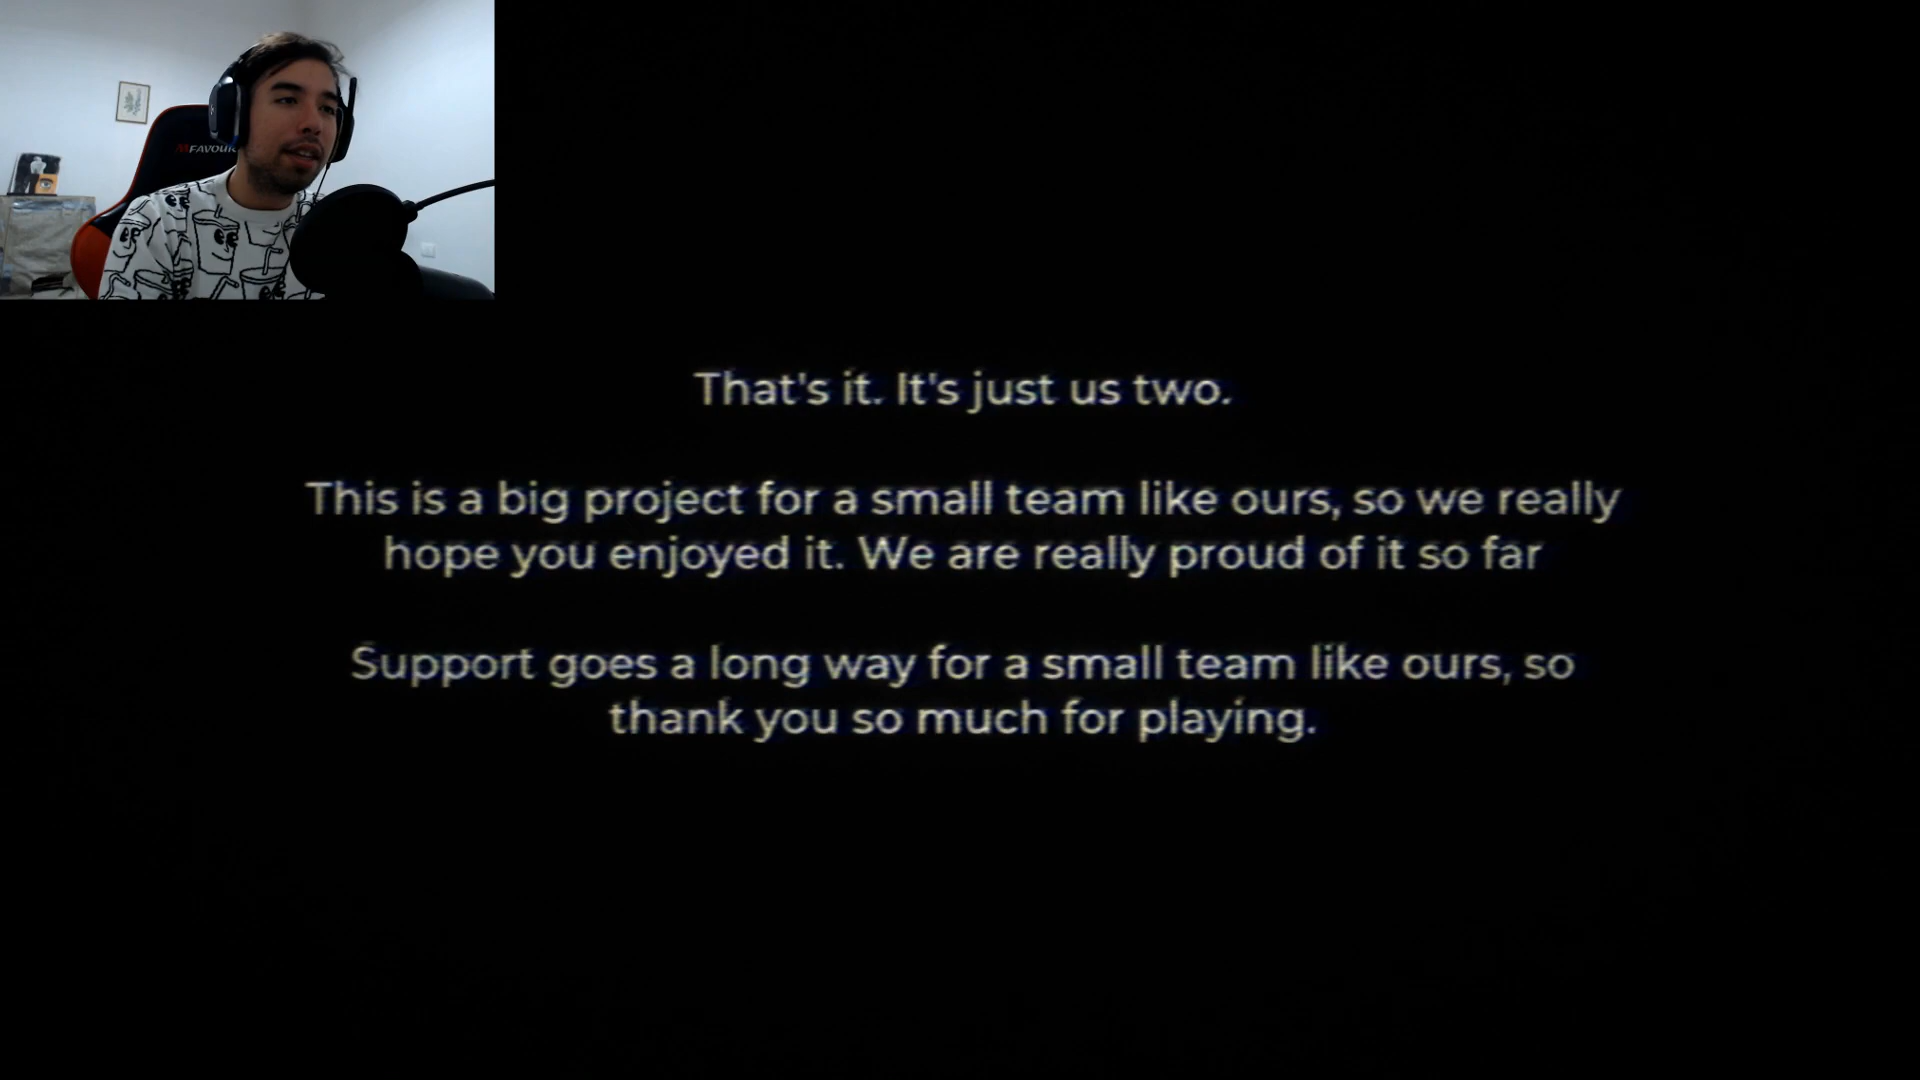 FAVOUR
That's it. It's just us two.
This is a big project for a small team like ours, so we really
hope you enjoyed it. We are really proud of it so far
Support goes a long way for a small team like ours, so
thank you so much for playing.